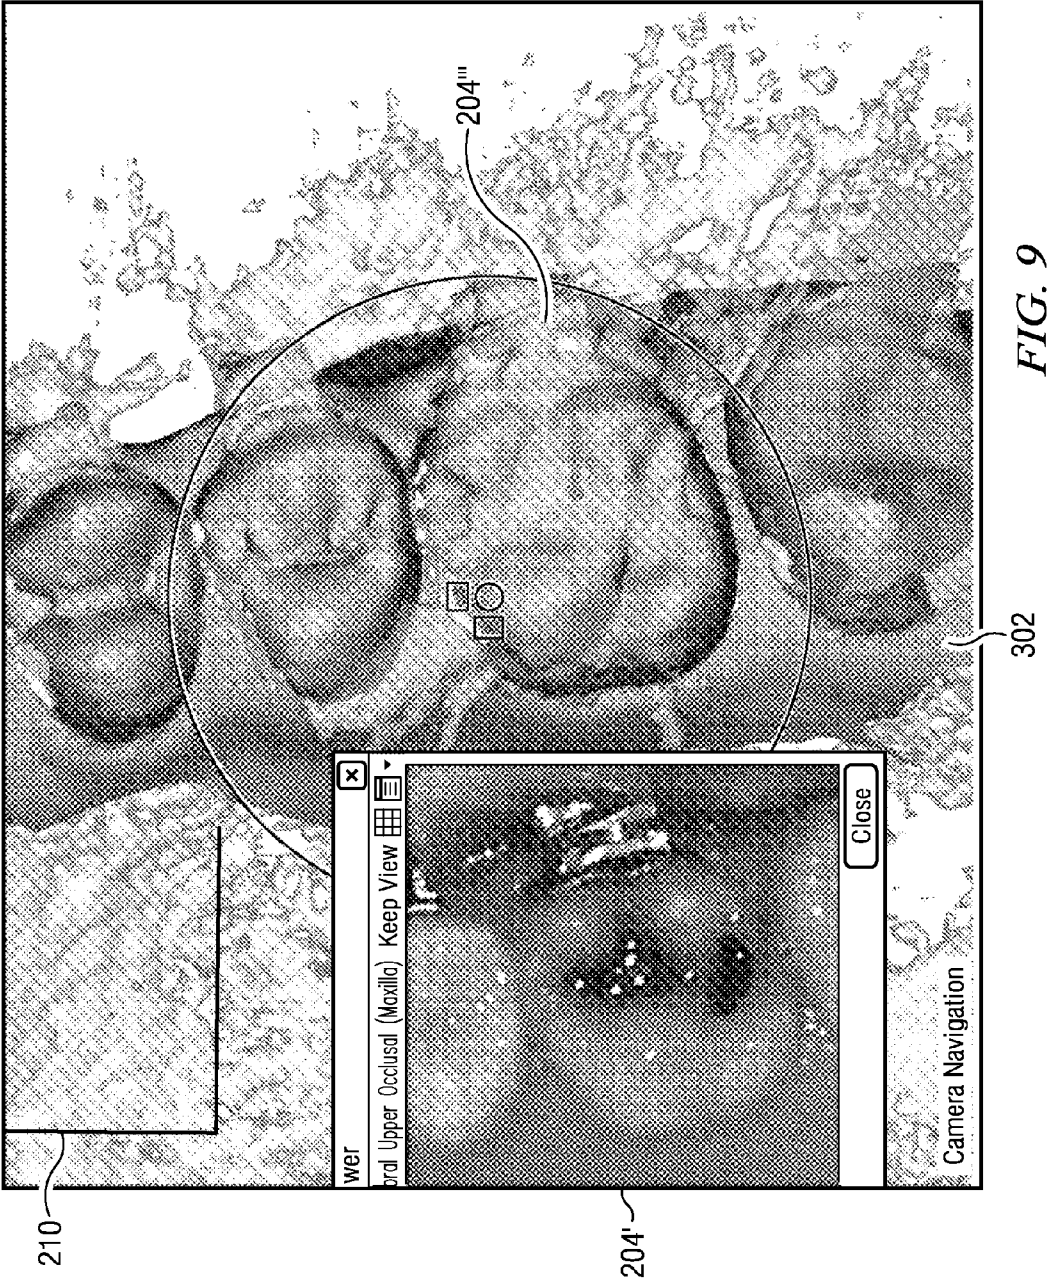 210
204'''
wer
oral Upper Occlusal (Maxilla) Keep View
204'
Close
Camera Navigation
302
FIG. 9